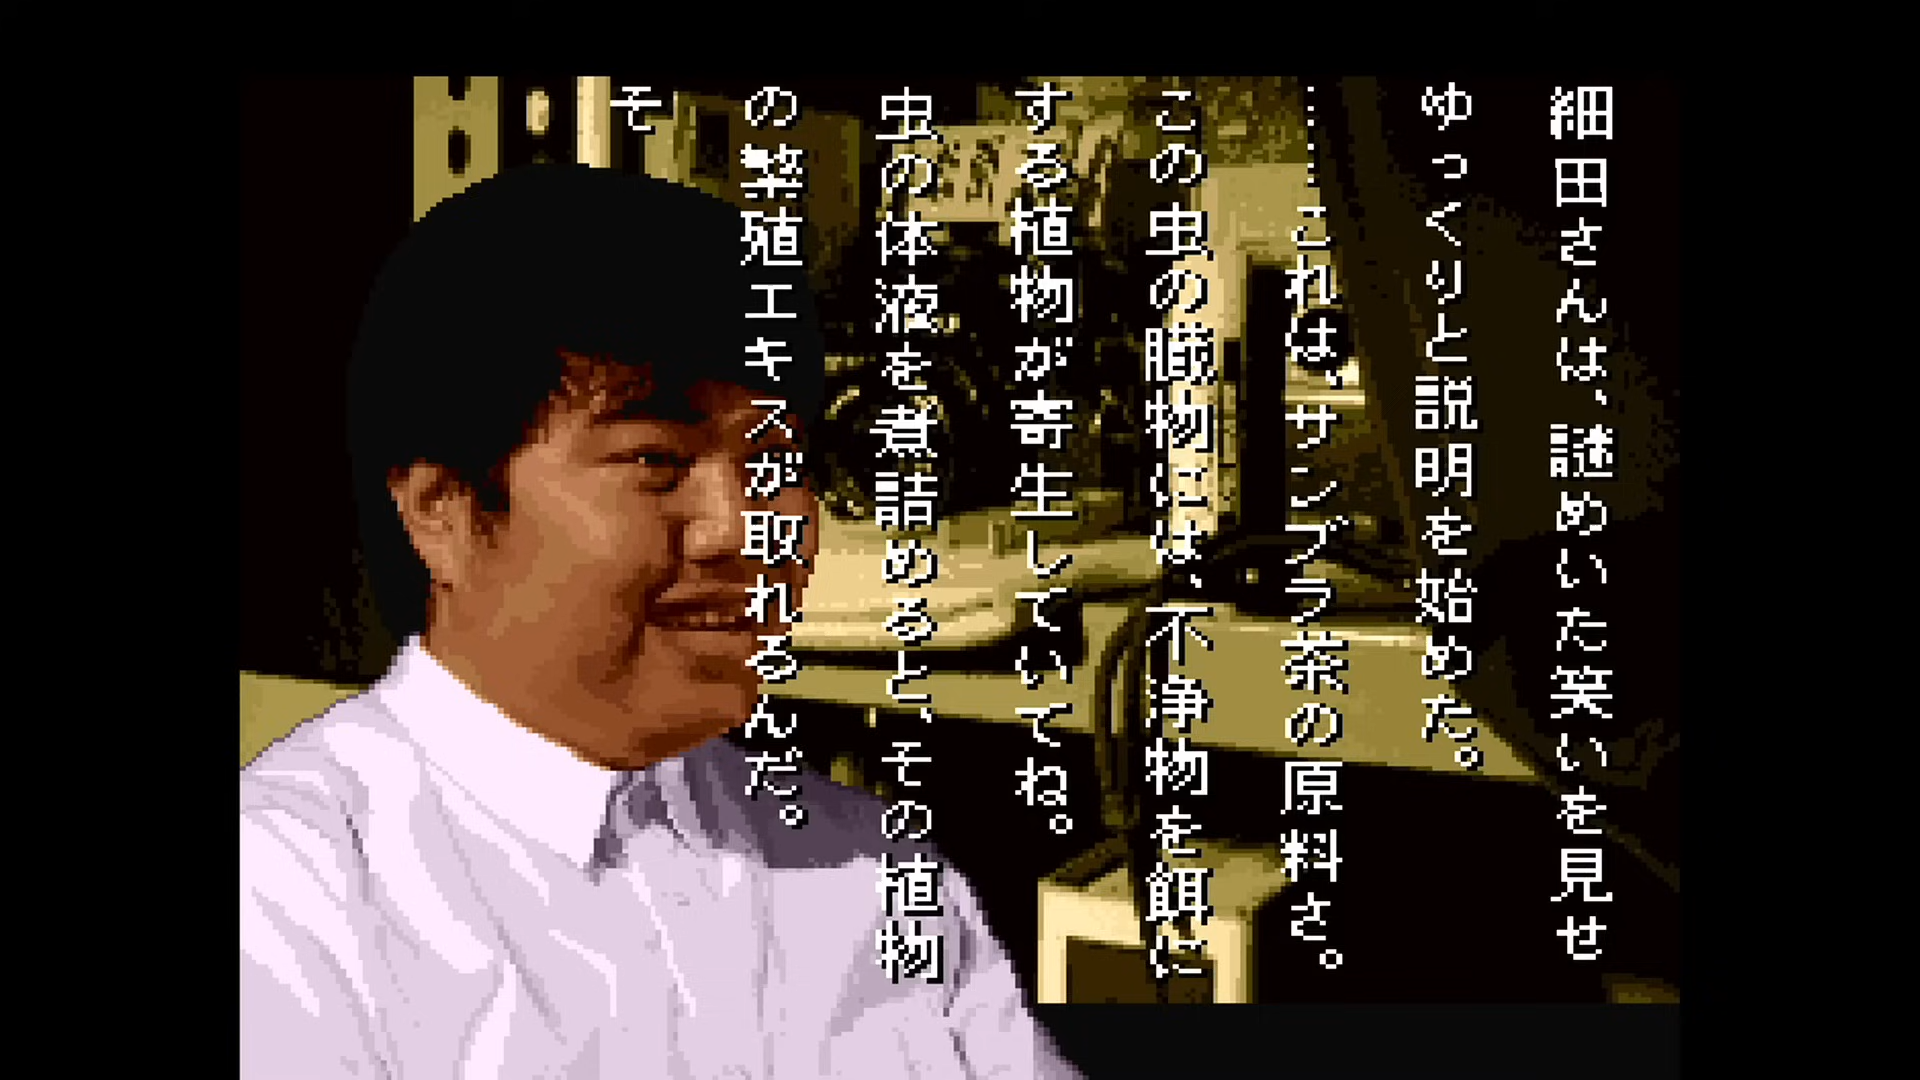 細田さんは、謎めいた笑いを見せ
ゆっくりと説明を始めた。
……これは、サンブラ茶の原料さ。
この虫の臓物には、不浄物を餌に
する植物が寄生していてね。
虫の体液を煮詰めると、その植物
の繁殖エキスが取れるんだ。
そ